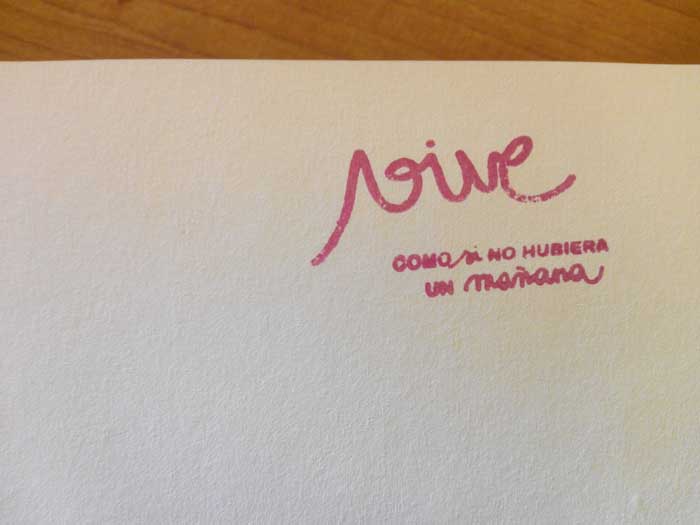 vive
COMO si NO HUBIERA
UN mañana